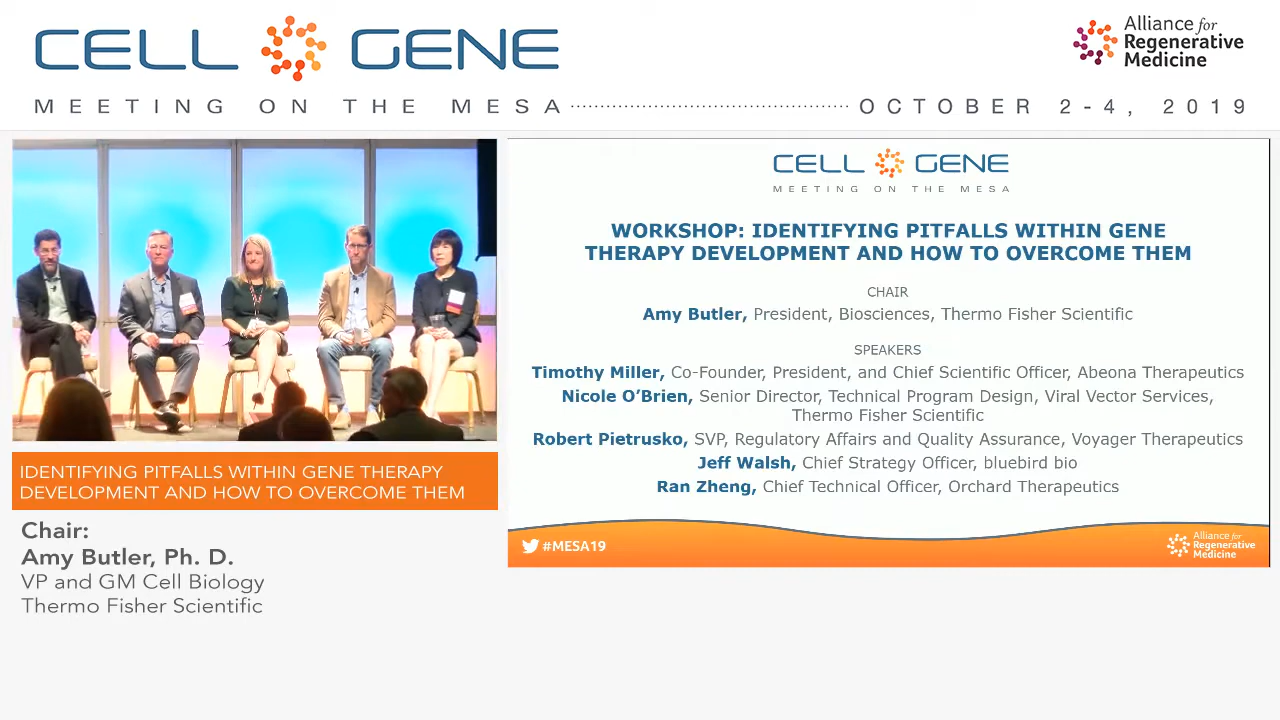 CELL GENE
Alliance for
Regenerative
Medicine
MEETING ON THE MESA
OCTOBER 2-4, 2019
CELL GENE
MEETING ON THE MESA
WORKSHOP: IDENTIFYING PITFALLS WITHIN GENE
THERAPY DEVELOPMENT AND HOW TO OVERCOME THEM
CHAIR
Amy Butler, President, Biosciences, Thermo Fisher Scientific
SPEAKERS
Timothy Miller, Co-Founder, President, and Chief Scientific Officer, Abeona Therapeutics
Nicole O’Brien, Senior Director, Technical Program Design, Viral Vector Services,
Thermo Fisher Scientific
Robert Pietrusko, SVP, Regulatory Affairs and Quality Assurance, Voyager Therapeutics
Jeff Walsh, Chief Strategy Officer, bluebird bio
Ran Zheng, Chief Technical Officer, Orchard Therapeutics
#MESA19
Alliance for
Regenerative
Medicine
IDENTIFYING PITFALLS WITHIN GENE THERAPY
DEVELOPMENT AND HOW TO OVERCOME THEM
Chair:
Amy Butler, Ph. D.
VP and GM Cell Biology
Thermo Fisher Scientific